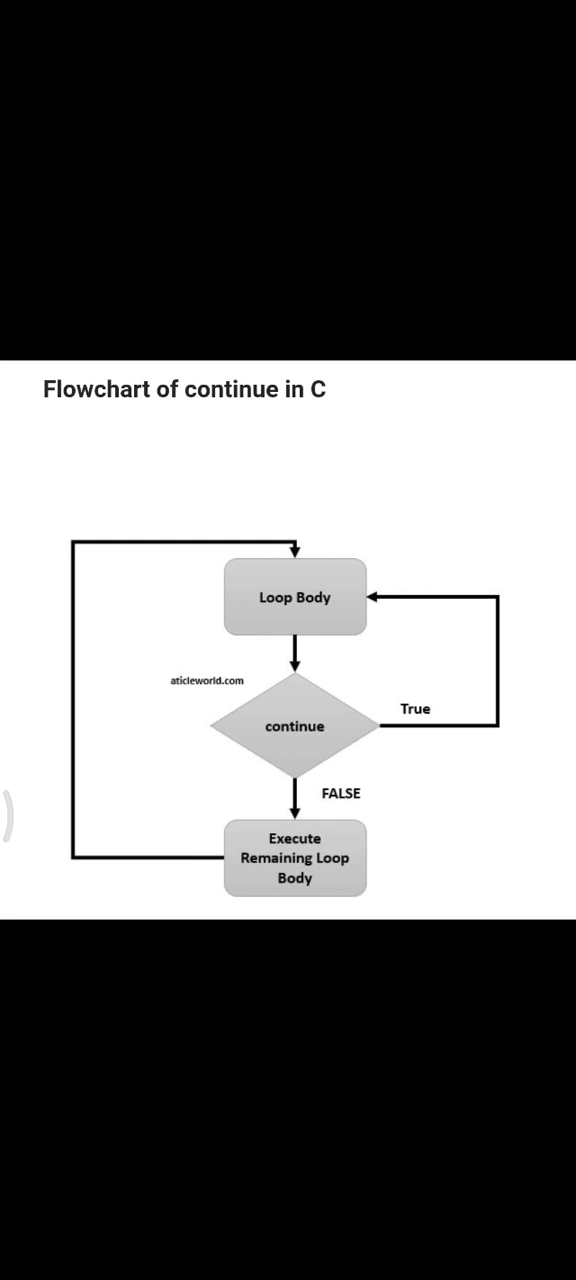 Flowchart of continue in C
Loop Body
aticleworld.com
True
continue
FALSE
Execute
Remaining Loop
Body